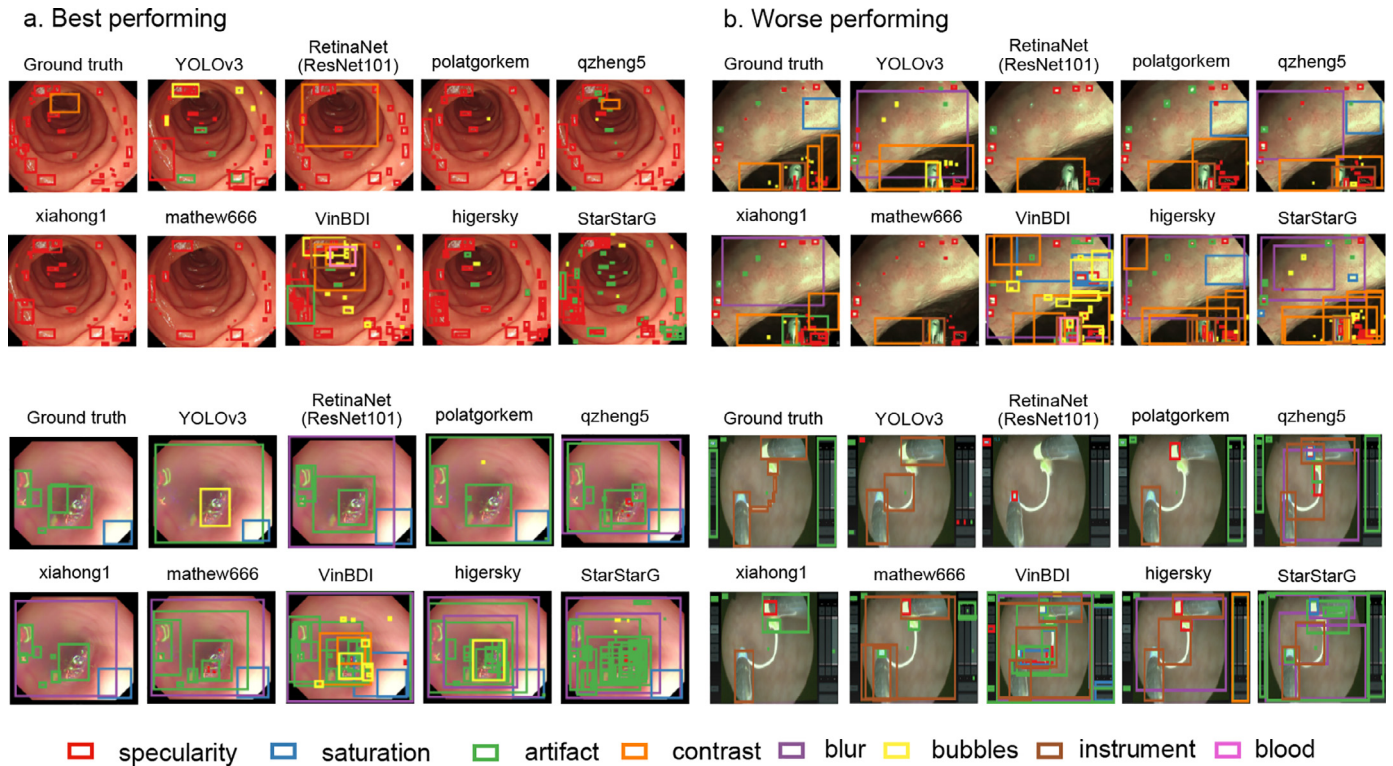 a. Best performing
b. Worse performing
Ground truth
YOLOv3
RetinaNet
(ResNet101)
polatgorkem
qzheng5
Ground truth
YOLOv3
RetinaNet
(ResNet101)
polatgorkem
qzheng5
xiahong1
mathew666
VinBDI
higersky
StarStarG
xiahong1
mathew666
VinBDI
higersky
StarStarG
Ground truth
YOLOv3
RetinaNet
(ResNet101)
polatgorkem
qzheng5
Ground truth
YOLOv3
RetinaNet
(ResNet101)
polatgorkem
qzheng5
xiahong1
mathew666
VinBDI
higersky
StarStarG
xiahong1
mathew666
VinBDI
higersky
StarStarG
specularity
saturation
artifact
contrast
blur
bubbles
instrument
blood